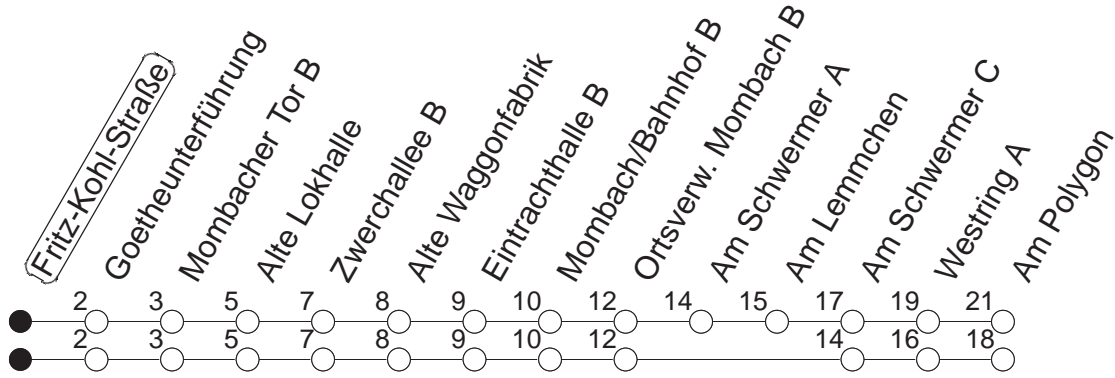 Fritz-Kohl-Straße
Goetheunterführung
Mombacher Tor B
Alte Lokhalle
Zwerchallee B
Alte Waggonfabrik
Eintrachthalle B
Mombach/Bahnhof B
Ortsverw. Mombach B
Am Schwermer A
Am Lemmchen
Am Schwermer C
Westring A
Am Polygon
2 3 5 7 8 9 10 12 14 15 17 19 21
2 3 5 7 8 9 10 12 14 16 18